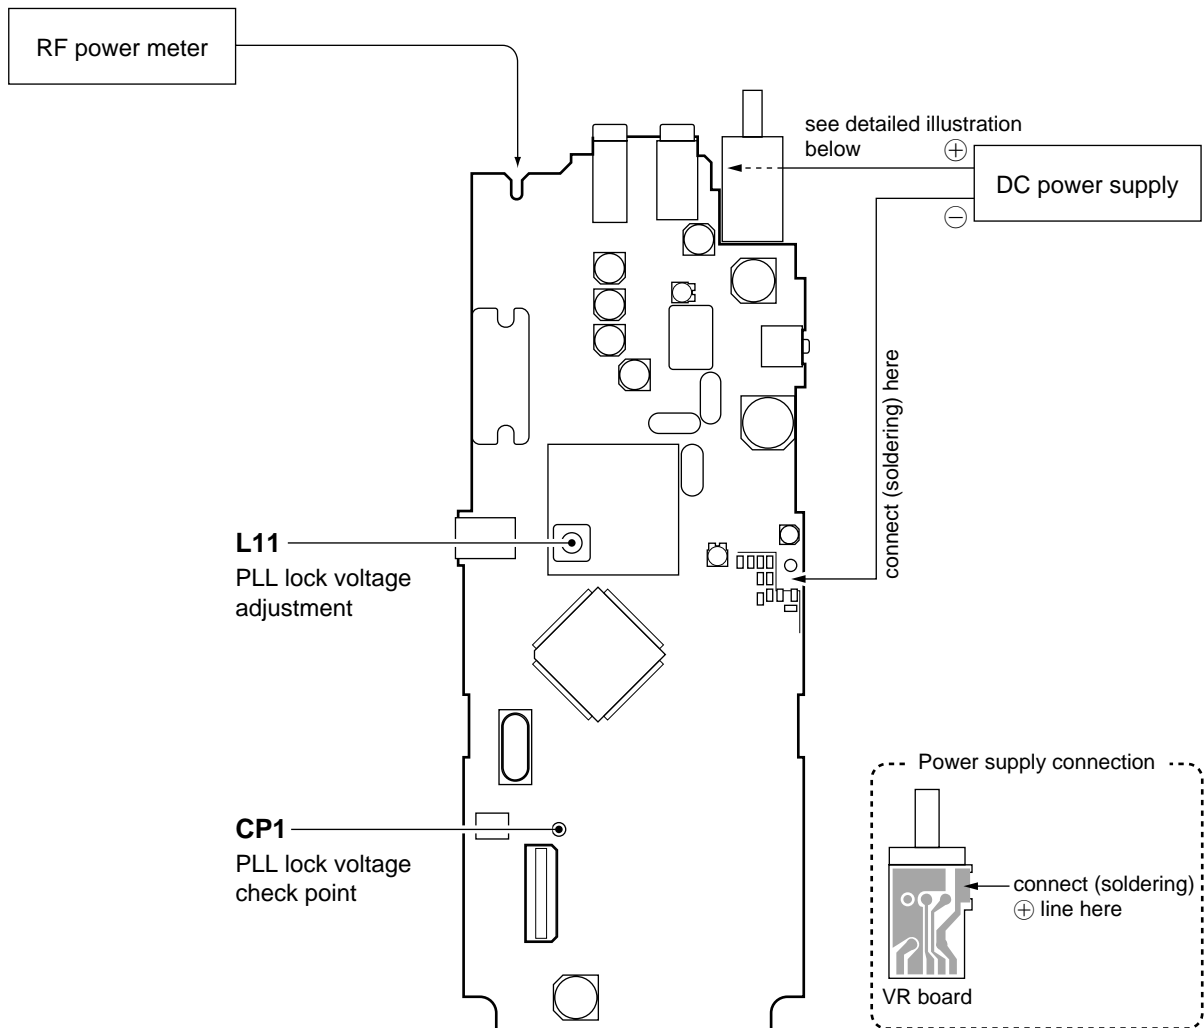 RF power meter
see detailed illustration
below
⊕
DC power supply
⊖
connect (soldering) here
L11
PLL lock voltage
adjustment
CP1
PLL lock voltage
check point
Power supply connection
connect (soldering)
⊕ line here
VR board